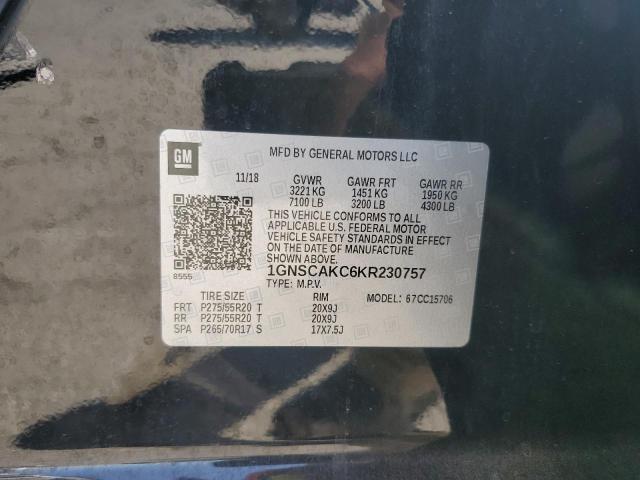 GM
MFD BY GENERAL MOTORS LLC
11/18 GVWR GAWR FRT GAWR RR
3221 KG 1451 KG 1950 KG
7100 LB 3200 LB 4300 LB
THIS VEHICLE CONFORMS TO ALL
APPLICABLE U.S. FEDERAL MOTOR
VEHICLE SAFETY STANDARDS IN EFFECT
ON THE DATE OF MANUFACTURE
SHOWN ABOVE.
8555 1GNSCAKC6KR230757
TYPE: M.P.V.
TIRE SIZE RIM MODEL: 67CC15706
FRT P275/55R20 T 20X9J
RR P275/55R20 T 20X9J
SPA P265/70R17 S 17X7.5J